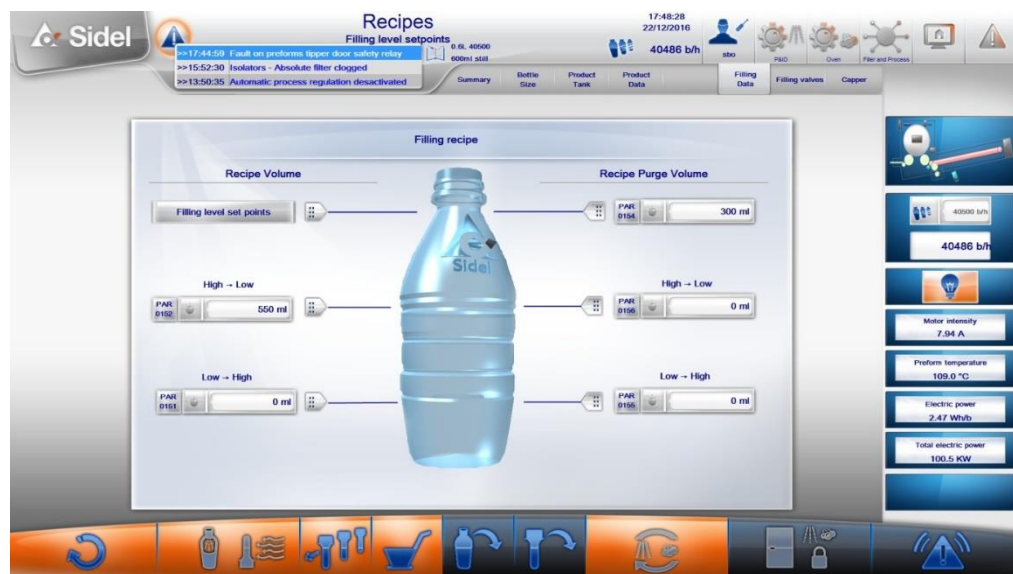 Sidel
Recipes
Filling level setpoints
>>17:44:59 Fault on preforms tipper door safety relay
>>15:52:30 Isolators - Absolute filter clogged
>>13:50:35 Automatic process regulation desactivated
0.6L 40500
600ml still
17:48:28
22/12/2016
40486 b/h
sbo
P&ID
Oven
Filler and Process
Summary
Bottle Size
Product Tank
Product Data
Filling Data
Filling valves
Capper
Filling recipe
Recipe Volume
Recipe Purge Volume
Filling level set points
PAR 0154
300 ml
High → Low
High → Low
PAR 0152
550 ml
PAR 0156
0 ml
Low → High
Low → High
PAR 0151
0 ml
PAR 0155
0 ml
Sidel
40500 b/h
40486 b/h
Motor intensity
7.94 A
Preform temperature
109.0 °C
Electric power
2.47 Wh/b
Total electric power
100.5 KW